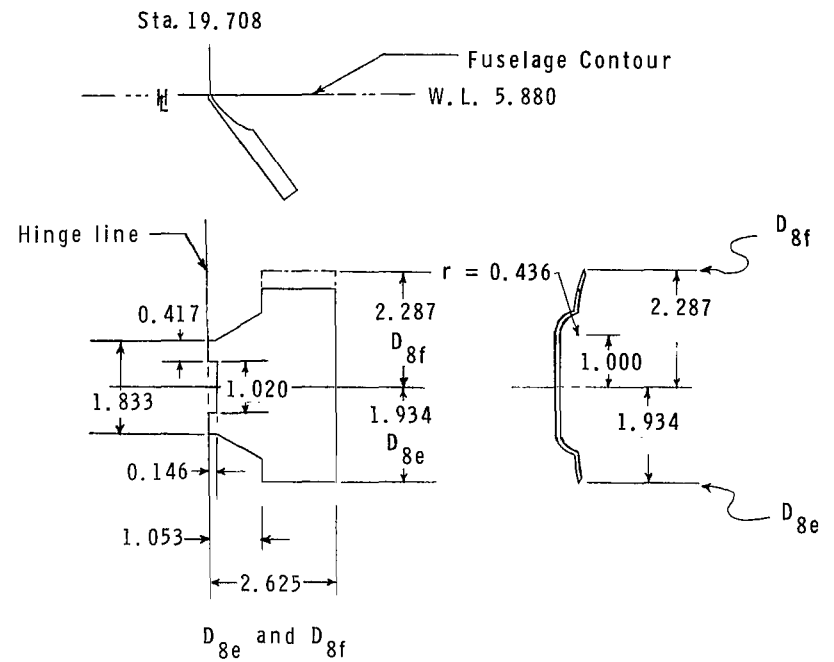 Sta. 19.708
Fuselage Contour
HL
W.L. 5.880
Hinge line
D8f
r = 0.436
0.417
2.287
2.287
D8f
1.000
1.020
1.833
1.934
1.934
D8e
0.146
D8e
1.053
2.625
D8e and D8f